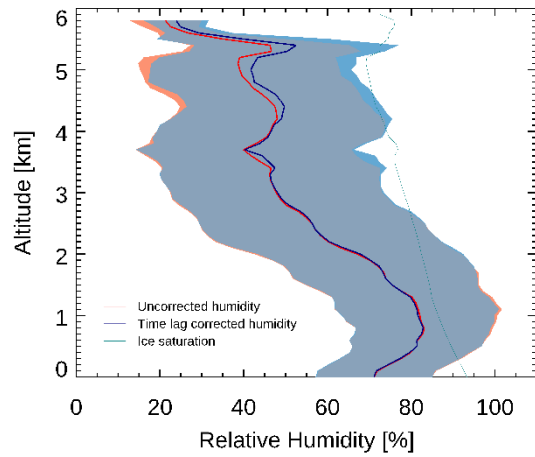 6
5
4
3
2
1
0
Altitude [km]
Uncorrected humidity
Time lag corrected humidity
Ice saturation
0 20 40 60 80 100
Relative Humidity [%]